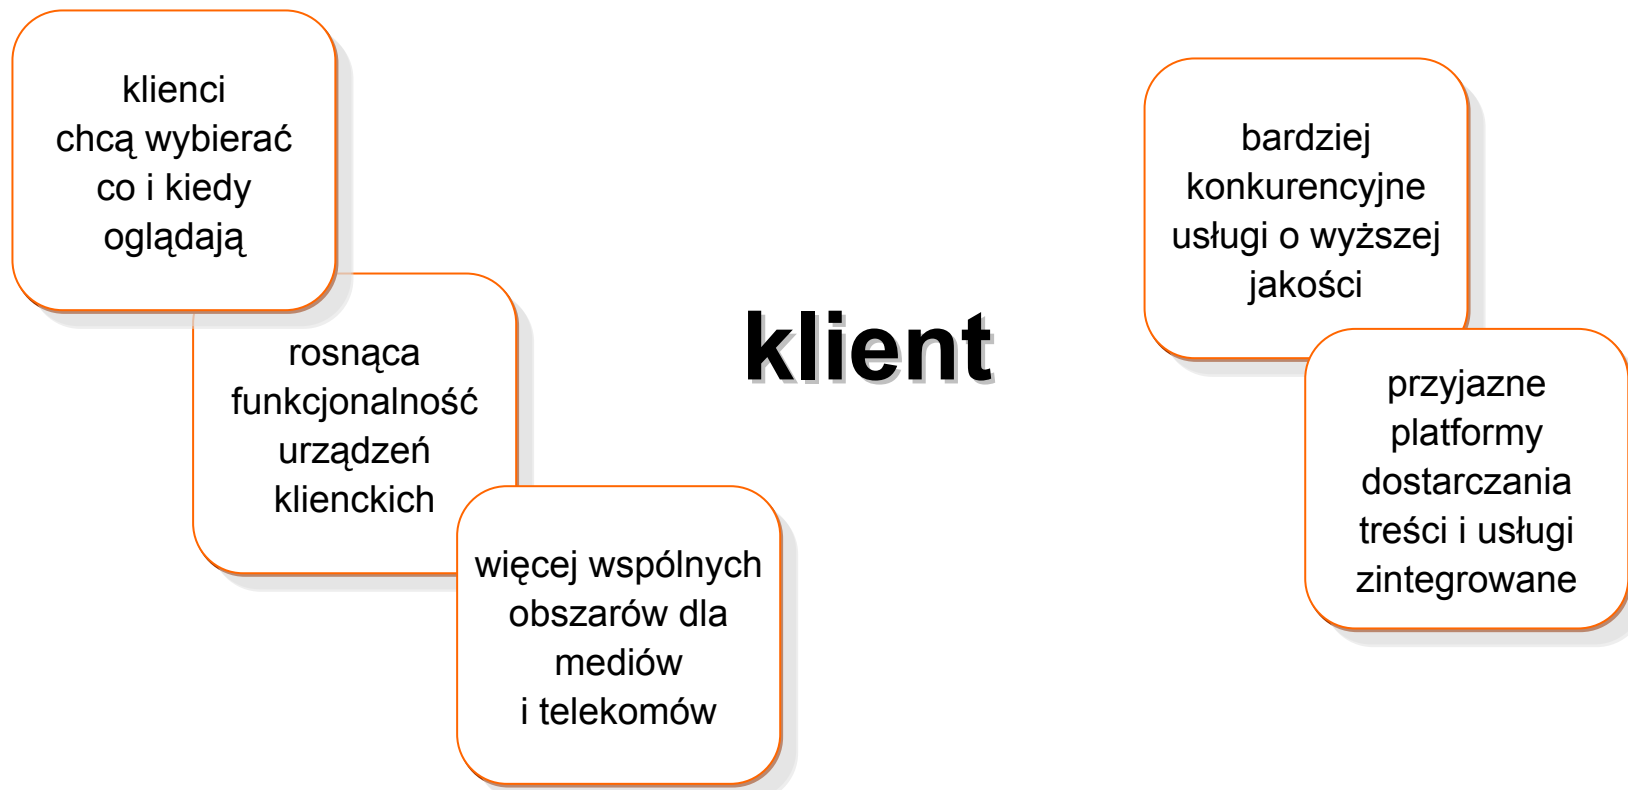 klienci
chcą wybierać
co i kiedy
oglądają
rosnąca
funkcjonalność
urządzeń
klienckich
więcej wspólnych
obszarów dla
mediów
i telekomów
klient
bardziej
konkurencyjne
usługi o wyższej
jakości
przyjazne
platformy
dostarczania
treści i usługi
zintegrowane